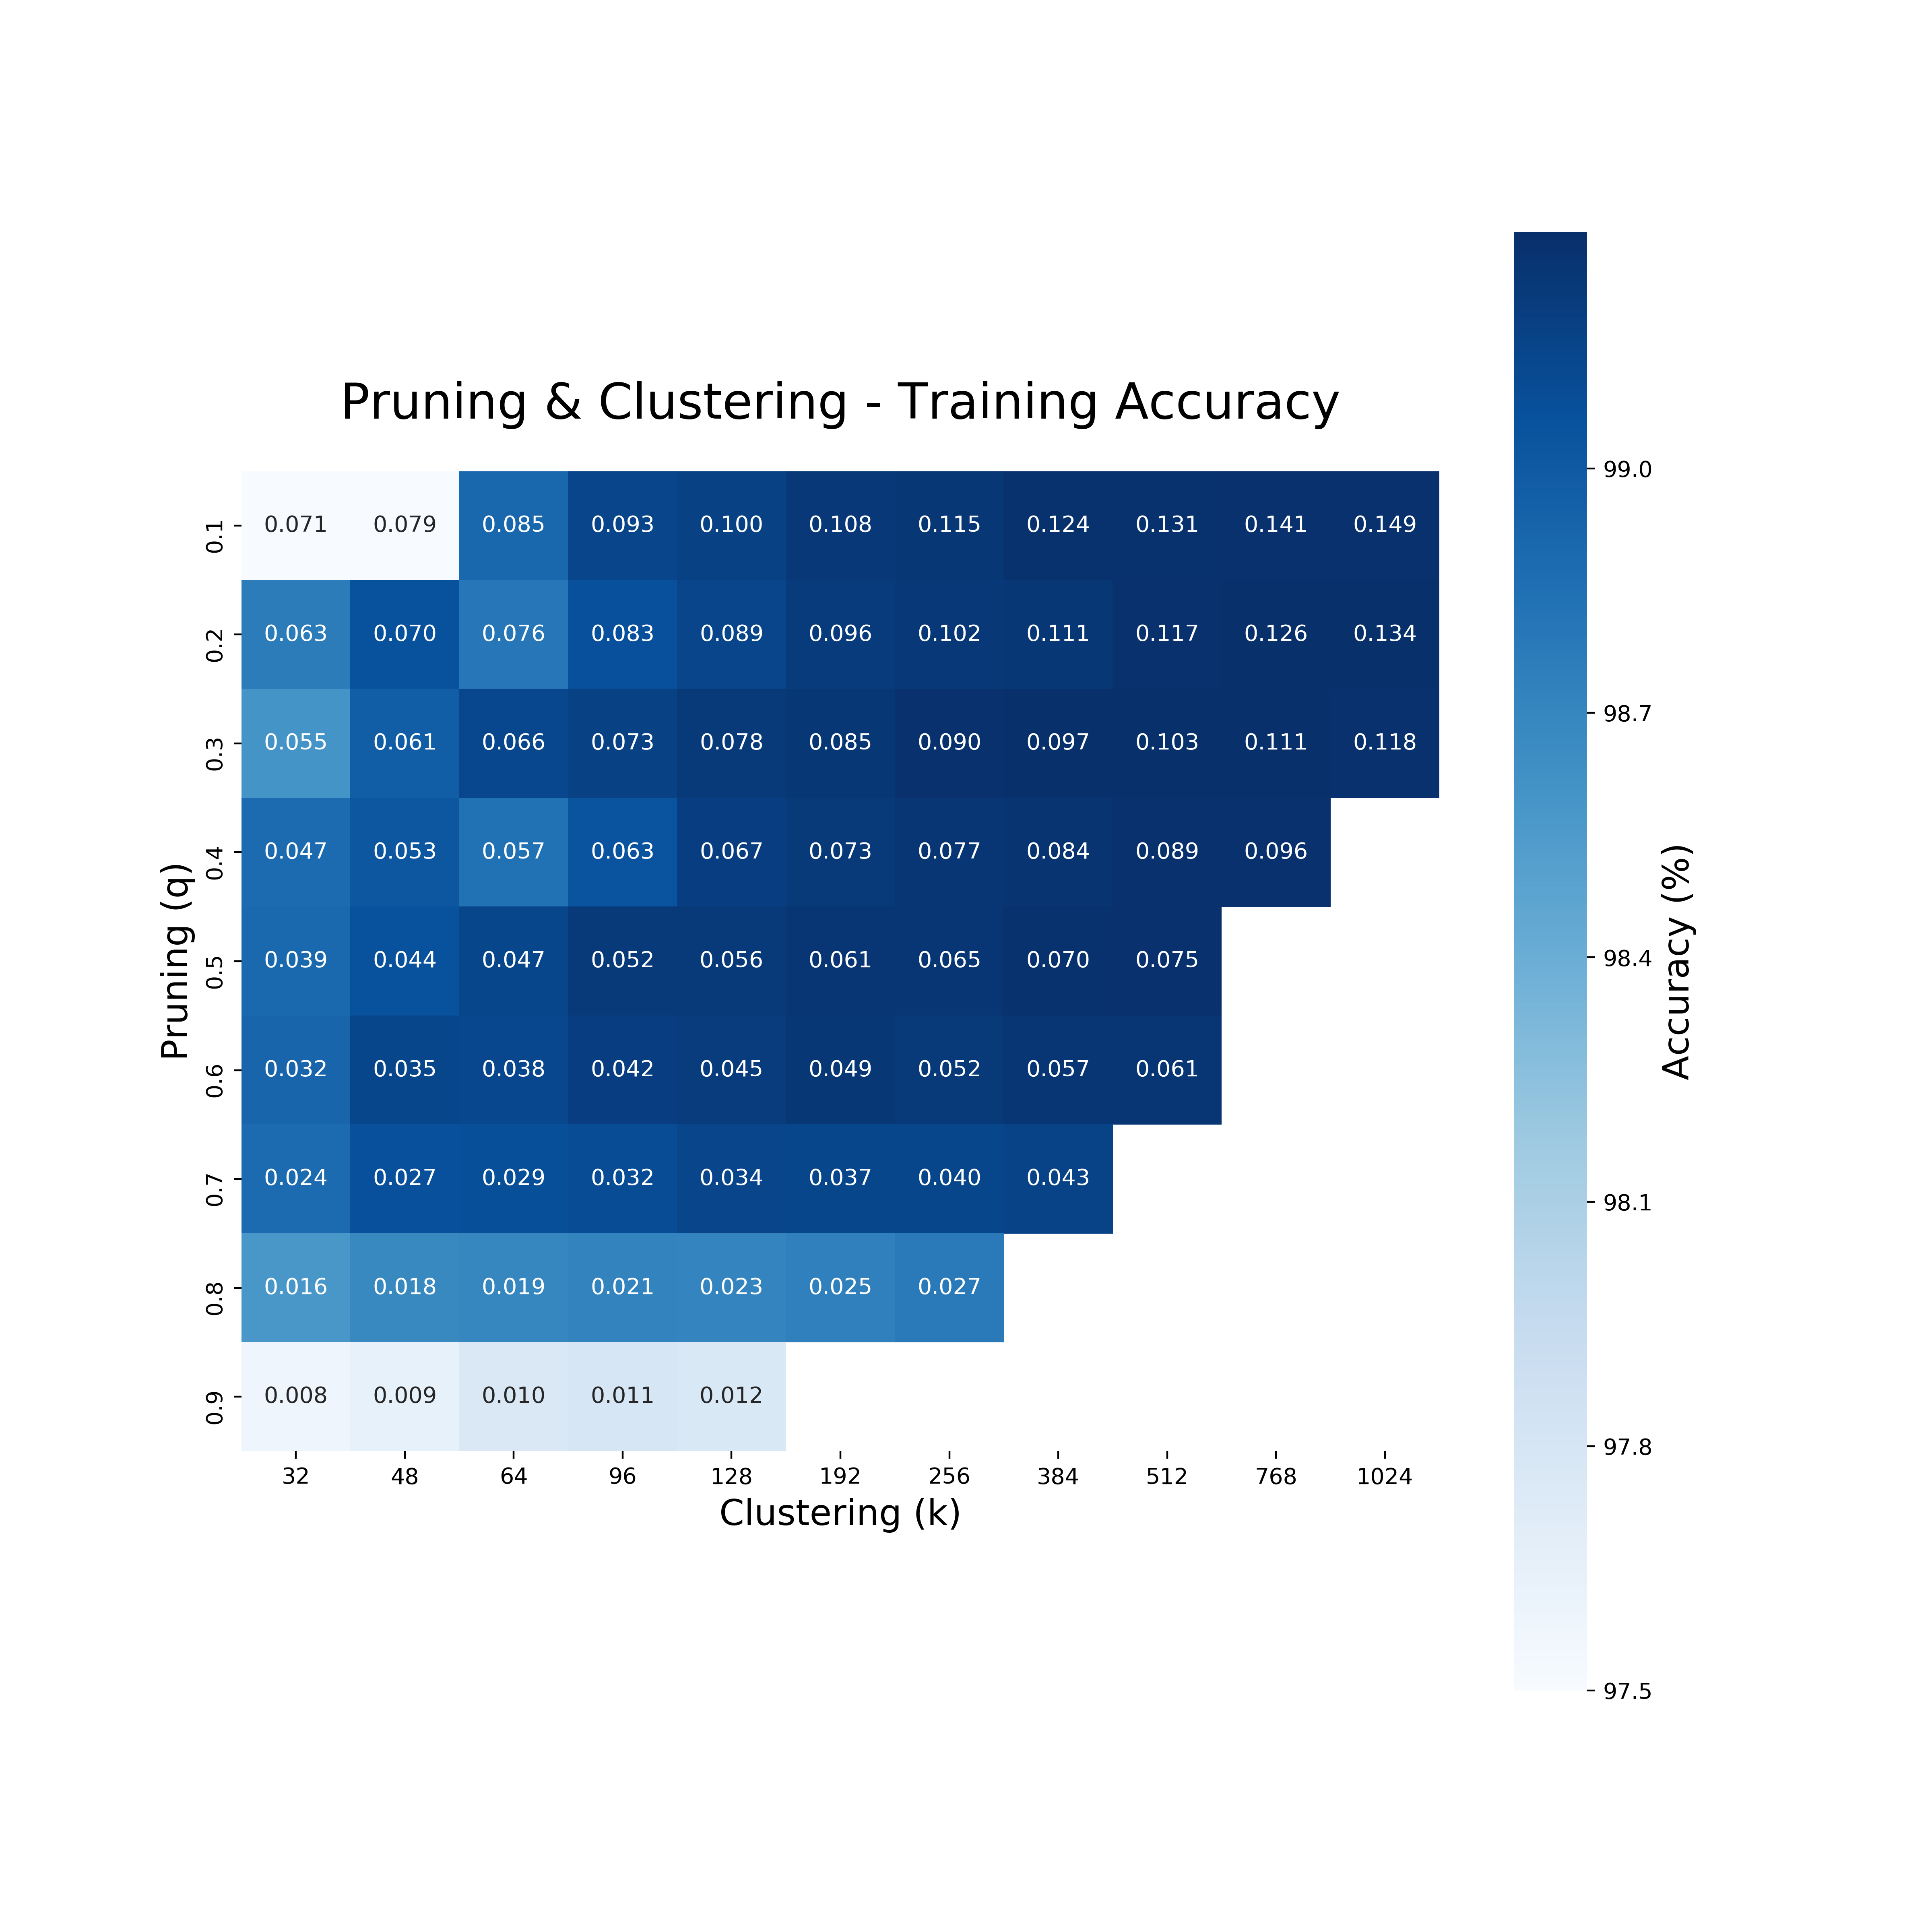 Pruning & Clustering - Training Accuracy
0.1 0.071 0.079 0.085 0.093 0.100 0.108 0.115 0.124 0.131 0.141 0.149
0.2 0.063 0.070 0.076 0.083 0.089 0.096 0.102 0.111 0.117 0.126 0.134
0.3 0.055 0.061 0.066 0.073 0.078 0.085 0.090 0.097 0.103 0.111 0.118
0.4 0.047 0.053 0.057 0.063 0.067 0.073 0.077 0.084 0.089 0.096
0.5 0.039 0.044 0.047 0.052 0.056 0.061 0.065 0.070 0.075
0.6 0.032 0.035 0.038 0.042 0.045 0.049 0.052 0.057 0.061
0.7 0.024 0.027 0.029 0.032 0.034 0.037 0.040 0.043
0.8 0.016 0.018 0.019 0.021 0.023 0.025 0.027
0.9 0.008 0.009 0.010 0.011 0.012
32 48 64 96 128 192 256 384 512 768 1024
Clustering (k)
Pruning (q)
99.0
98.7
98.4
98.1
97.8
97.5
Accuracy (%)